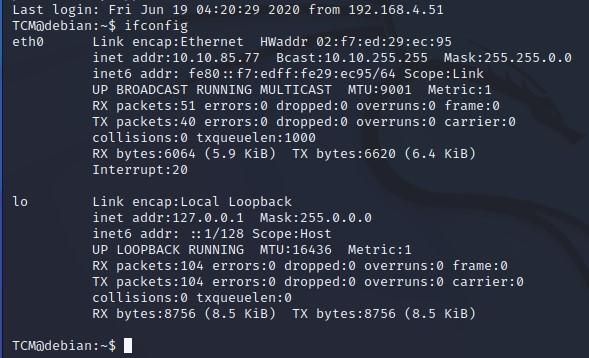 Last login: Fri Jun 19 04:20:29 2020 from 192.168.4.51
TCM@debian:~$ ifconfig
eth0      Link encap:Ethernet  HWaddr 02:f7:ed:29:ec:95
          inet addr:10.10.85.77  Bcast:10.10.255.255  Mask:255.255.0.0
          inet6 addr: fe80::f7:edff:fe29:ec95/64 Scope:Link
          UP BROADCAST RUNNING MULTICAST  MTU:9001  Metric:1
          RX packets:51 errors:0 dropped:0 overruns:0 frame:0
          TX packets:40 errors:0 dropped:0 overruns:0 carrier:0
          collisions:0 txqueuelen:1000
          RX bytes:6064 (5.9 KiB)  TX bytes:6620 (6.4 KiB)
          Interrupt:20
lo        Link encap:Local Loopback
          inet addr:127.0.0.1  Mask:255.0.0.0
          inet6 addr: ::1/128 Scope:Host
          UP LOOPBACK RUNNING  MTU:16436  Metric:1
          RX packets:104 errors:0 dropped:0 overruns:0 frame:0
          TX packets:104 errors:0 dropped:0 overruns:0 carrier:0
          collisions:0 txqueuelen:0
          RX bytes:8756 (8.5 KiB)  TX bytes:8756 (8.5 KiB)
TCM@debian:~$